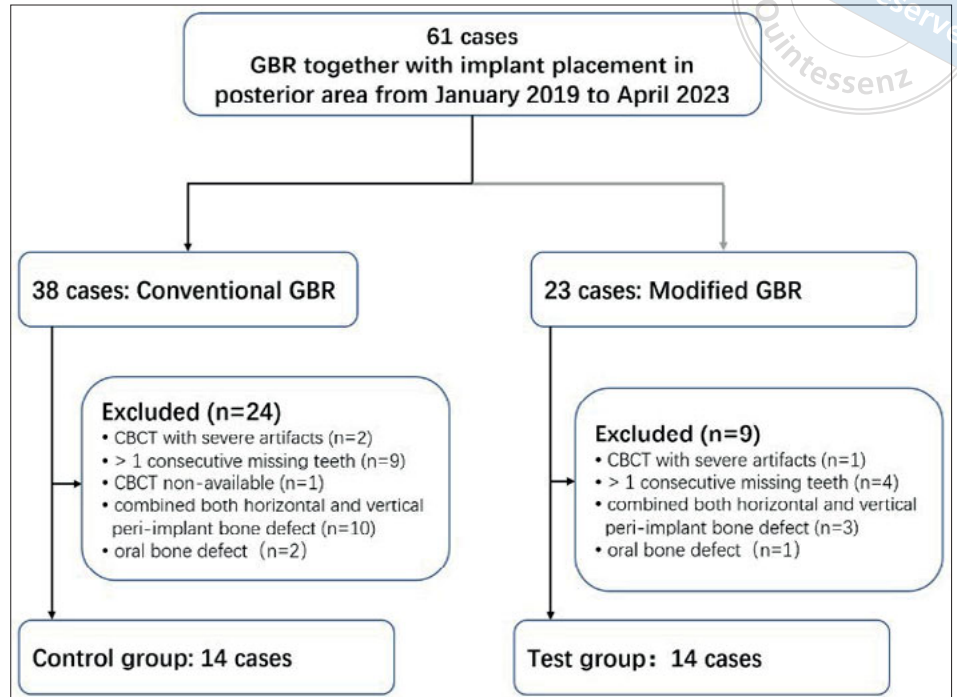 61 cases
GBR together with implant placement in
posterior area from January 2019 to April 2023
eserve
Quintessenz
38 cases: Conventional GBR
23 cases: Modified GBR
Excluded (n=24)
• CBCT with severe artifacts (n=2)
• > 1 consecutive missing teeth (n=9)
• CBCT non-available (n=1)
• combined both horizontal and vertical
peri-implant bone defect (n=10)
• oral bone defect（n=2)
Excluded (n=9)
• CBCT with severe artifacts (n=1)
• > 1 consecutive missing teeth (n=4)
• combined both horizontal and vertical
peri-implant bone defect (n=3)
• oral bone defect（n=1)
Control group: 14 cases
Test group：14 cases